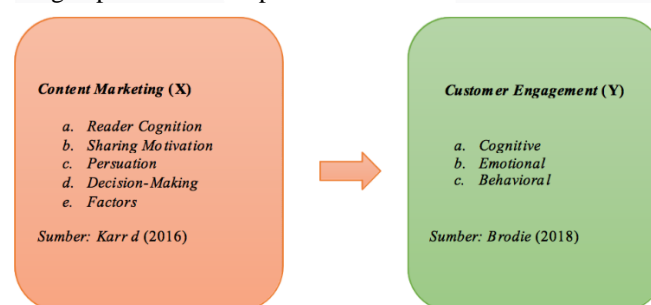 Content Marketing (X)
a. Reader Cognition
b. Sharing Motivation
c. Persuation
d. Decision-Making
e. Factors
Sumber: Karr d (2016)
Customer Engagement (Y)
a. Cognitive
b. Emotional
c. Behavioral
Sumber: Brodie (2018)